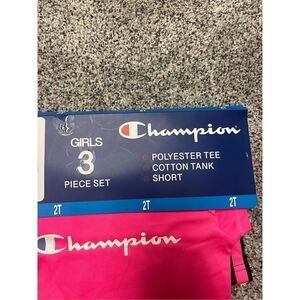 GIRLS
3
PIECE SET
Champion
POLYESTER TEE
COTTON TANK
SHORT
2T 2T 2T
Champion